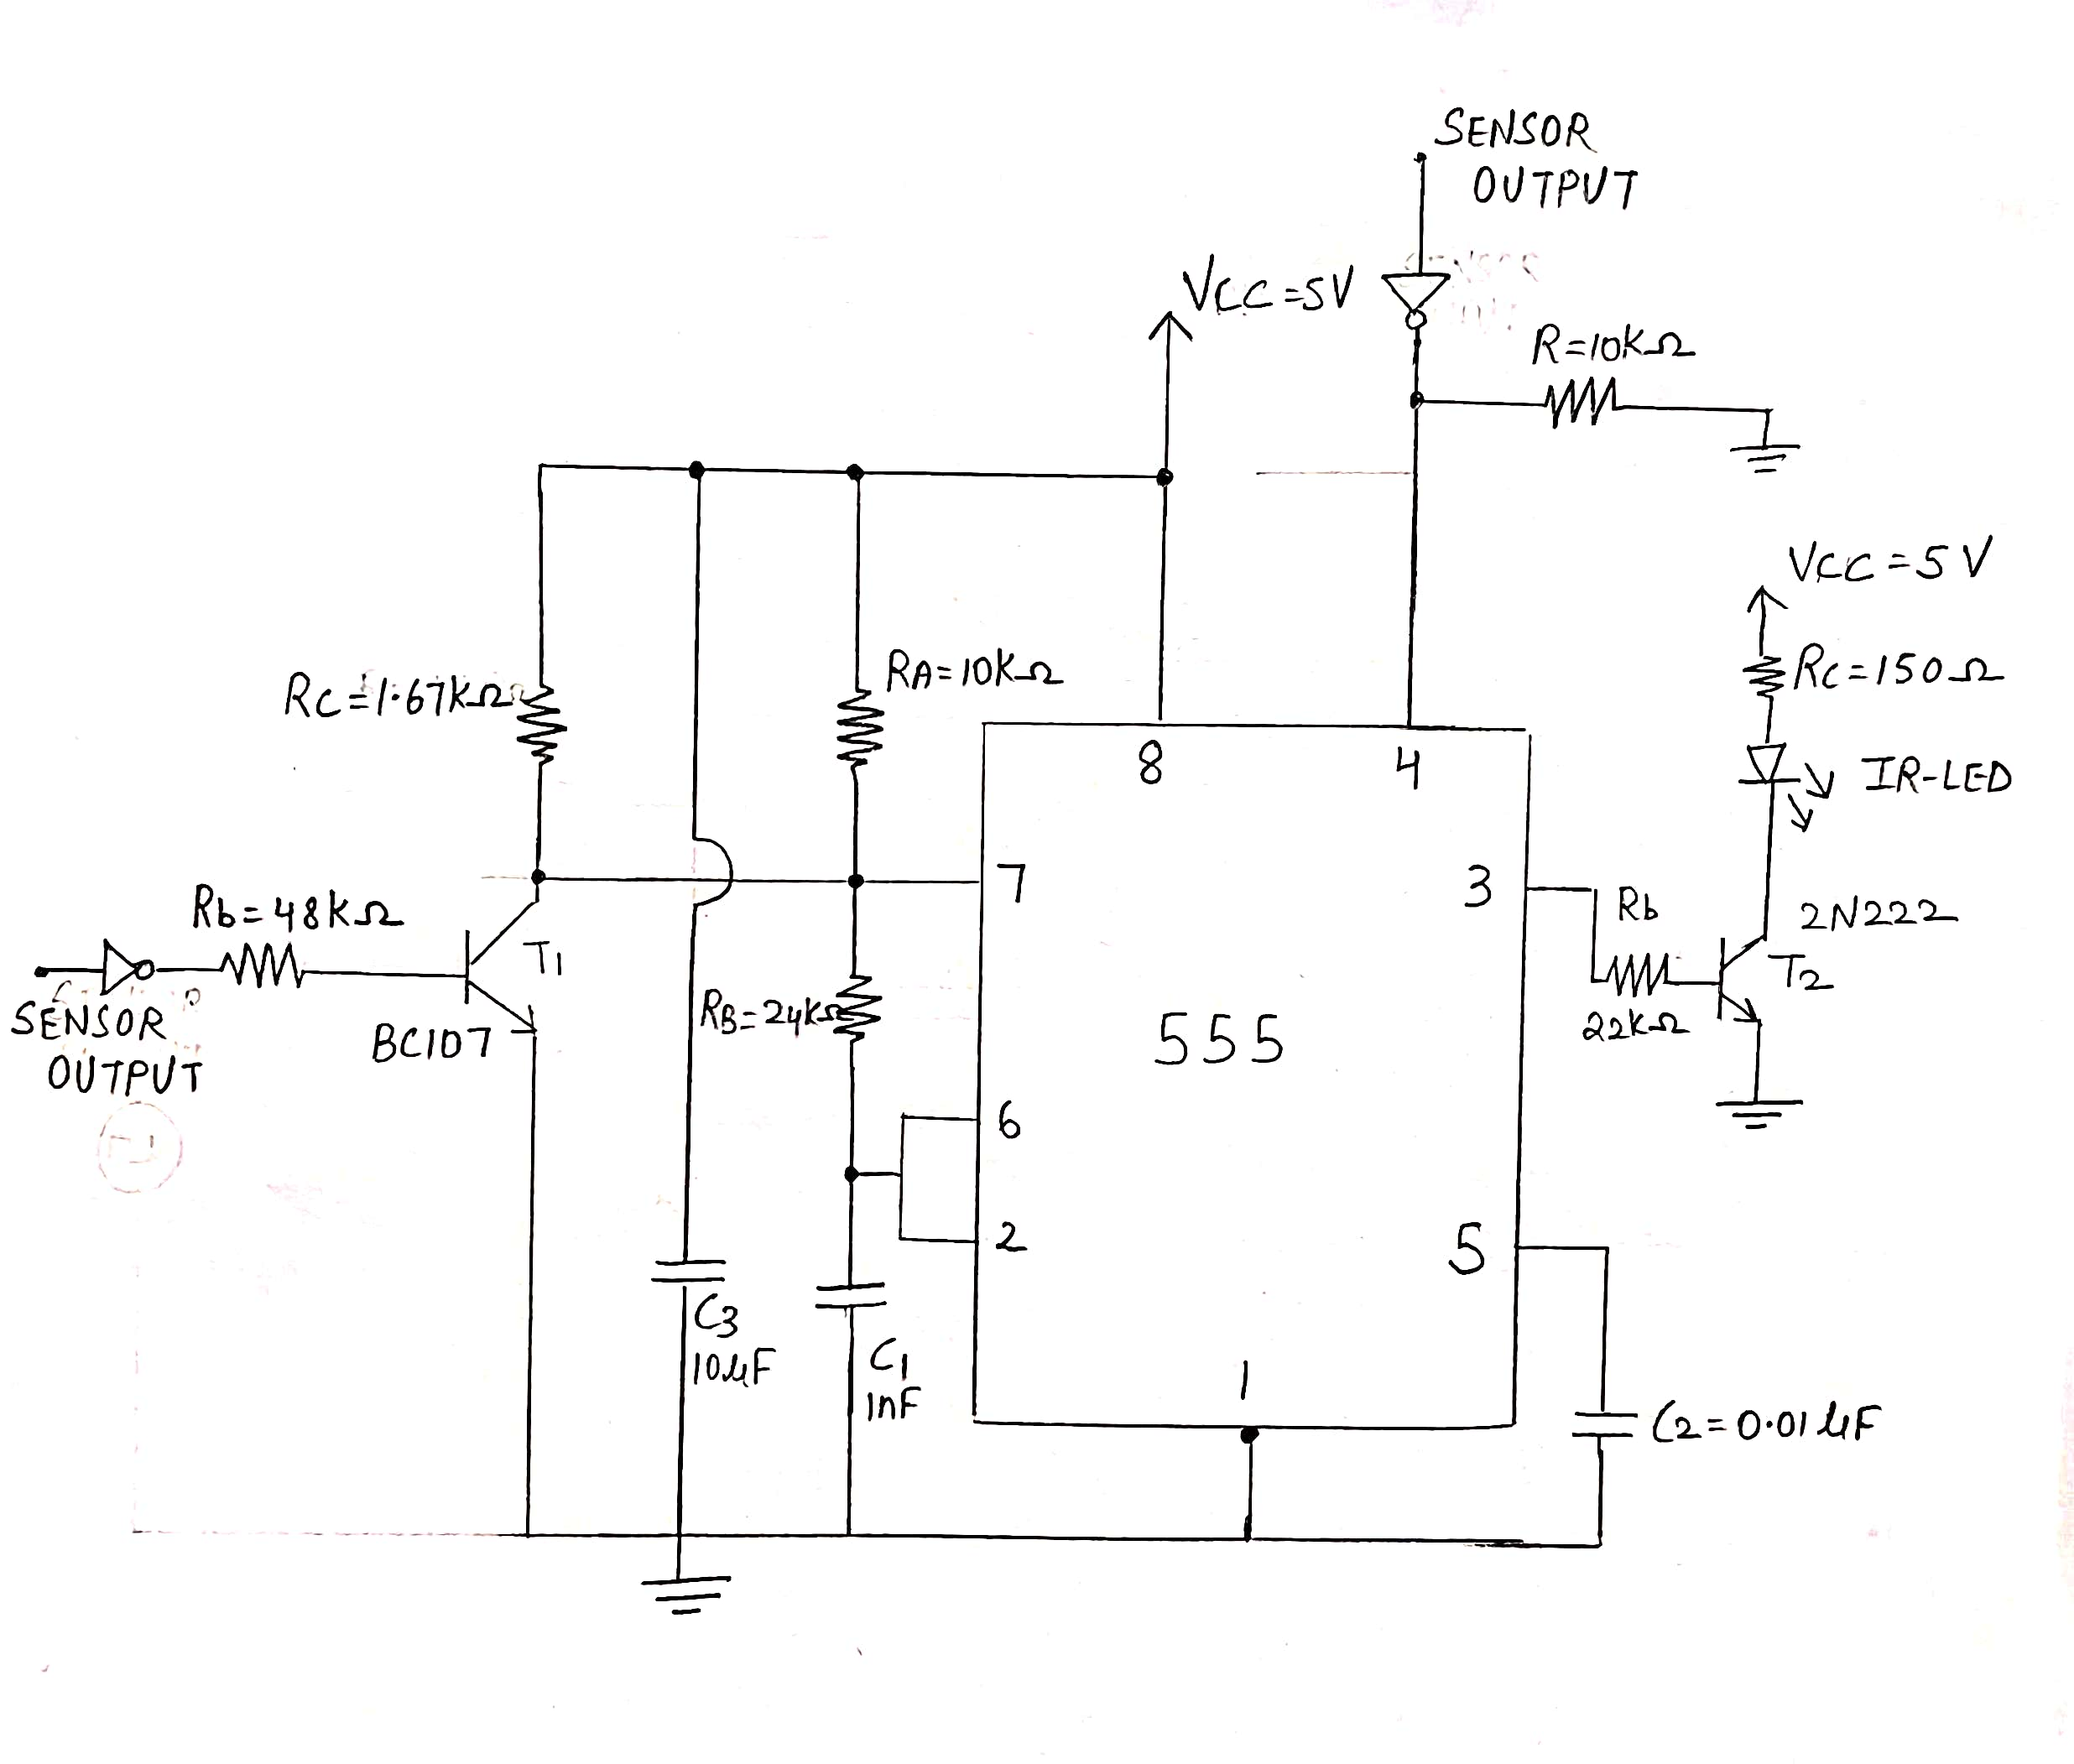 SENSOR
OUTPUT
VCC=5V
R=10KΩ
VCC=5V
RC=1.67KΩ
RA=10KΩ
RC=150Ω
8
4
IR-LED
7
3
Rb=48KΩ
Rb
2N222
T1
T2
SENSOR
OUTPUT
BC107
RB=24KΩ
555
22KΩ
6
2
5
C3
10μF
C1
1nF
1
C2=0.01μF